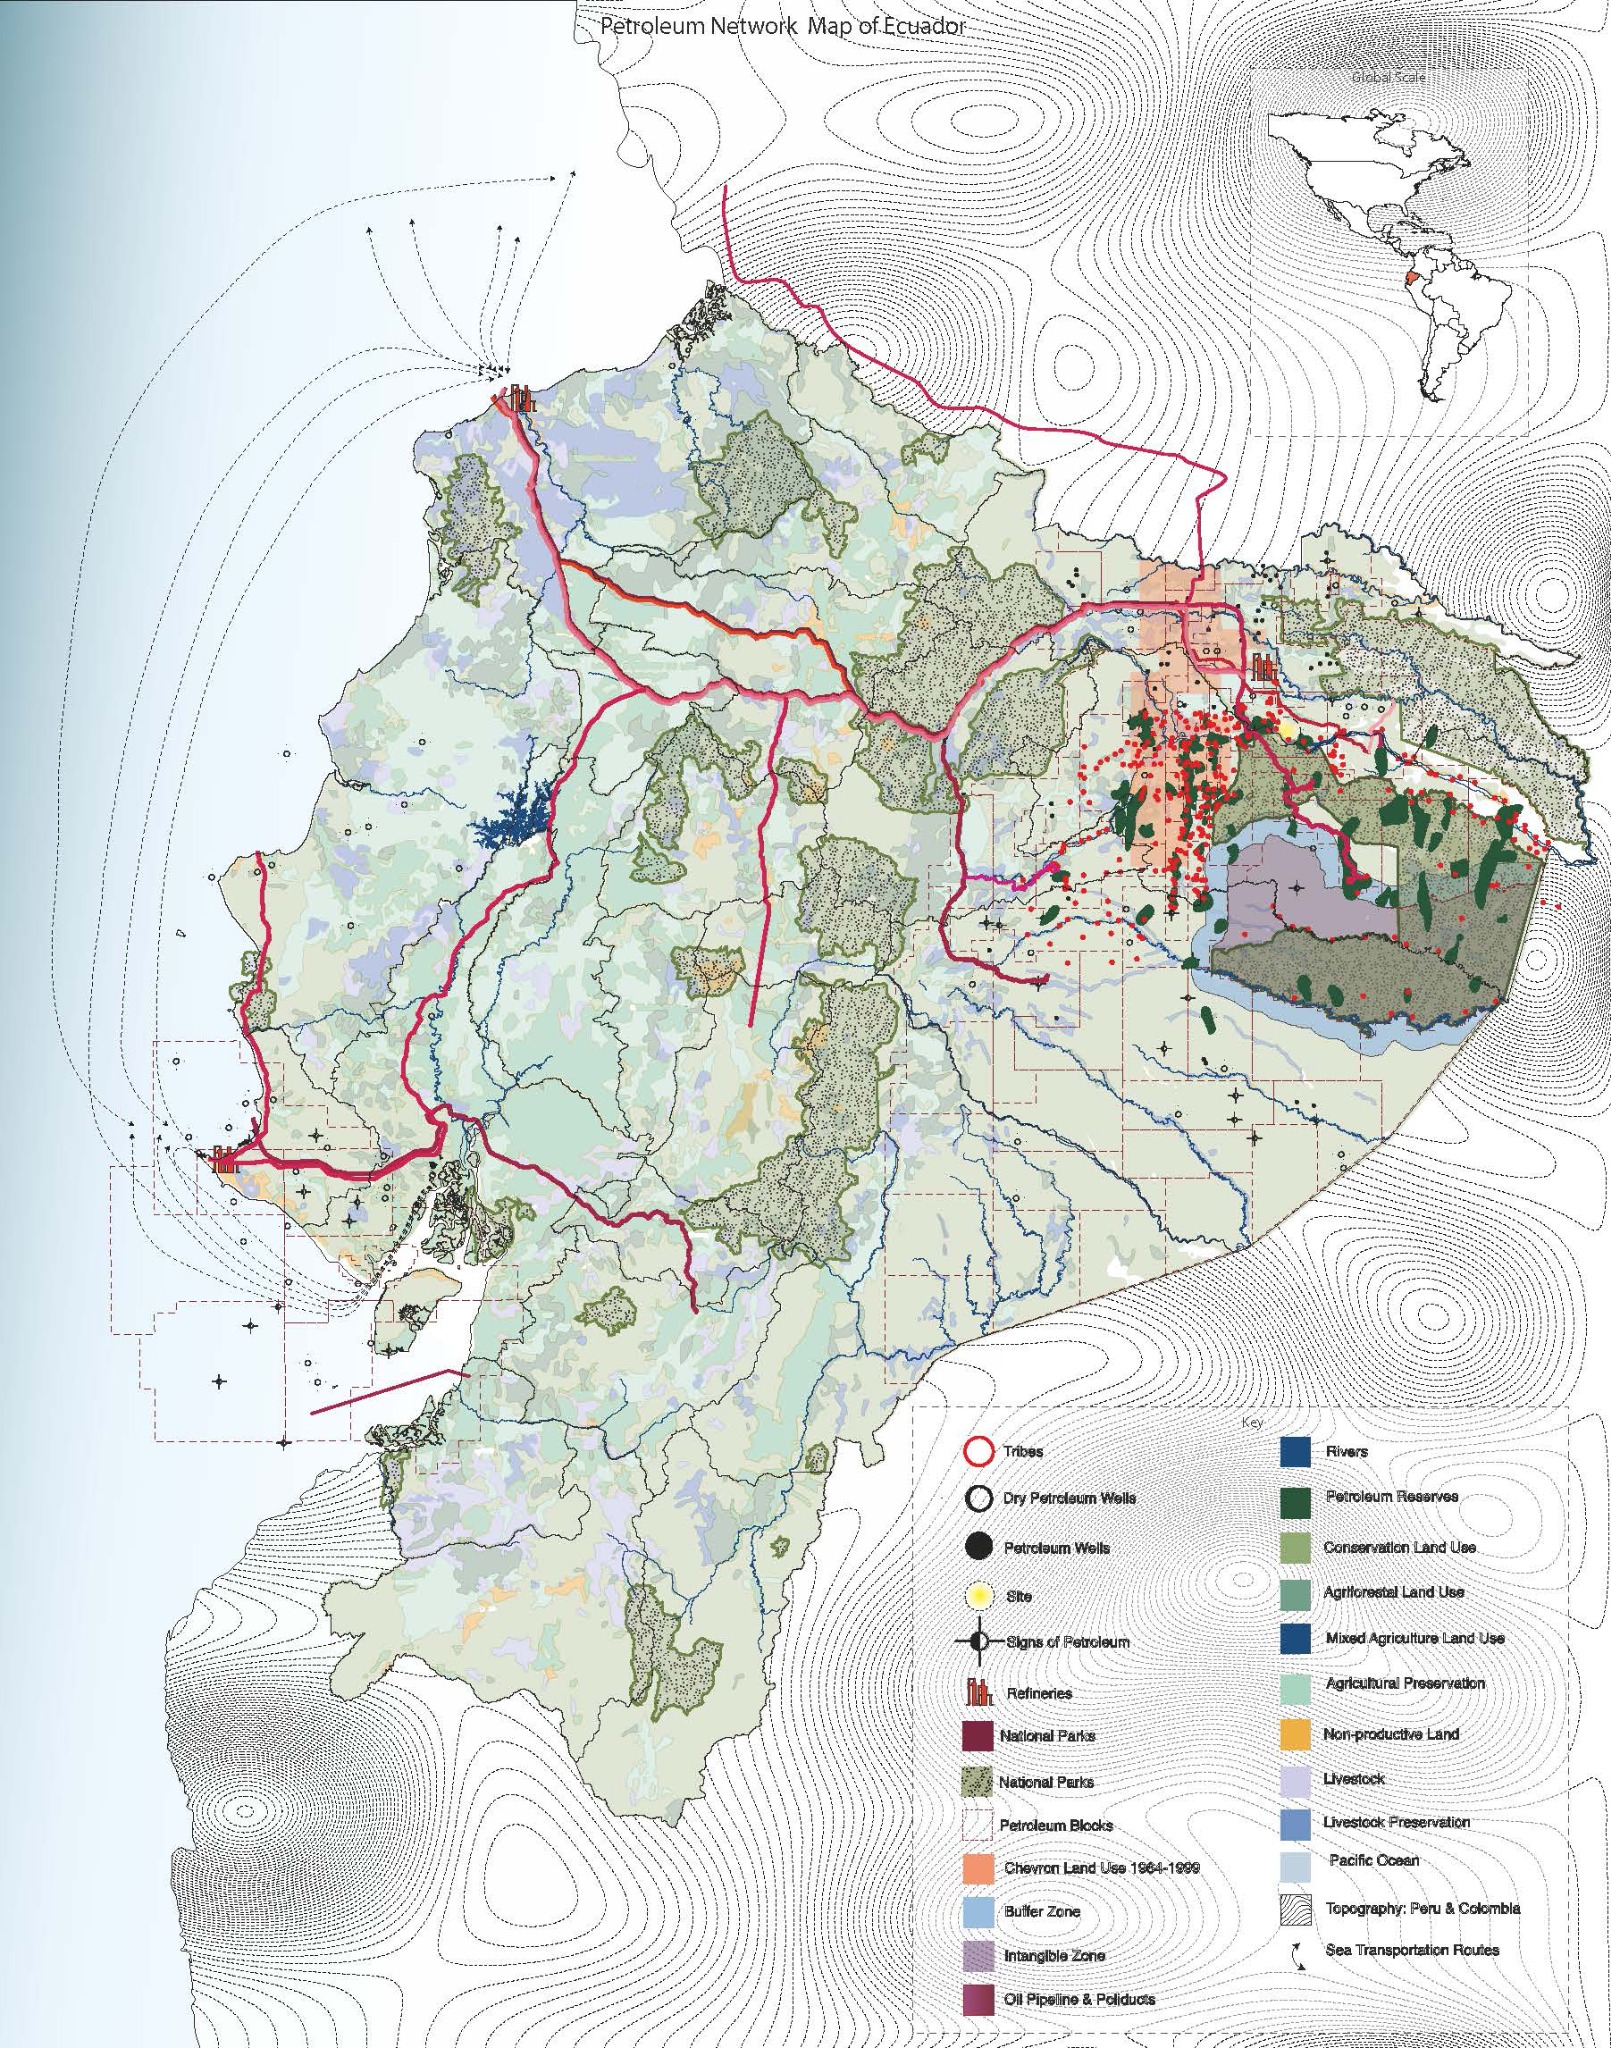 Petroleum Network Map of Ecuador
Global Scale
Key
Tribes
Dry Petroleum Wells
Petroleum Wells
Site
Signs of Petroleum
Refineries
National Parks
National Parks
Petroleum Blocks
Chevron Land Use 1964-1999
Buffer Zone
Intangible Zone
Oil Pipeline & Poliducts
Rivers
Petroleum Reserves
Conservation Land Use
Agriforestal Land Use
Mixed Agriculture Land Use
Agricultural Preservation
Non-productive Land
Livestock
Livestock Preservation
Pacific Ocean
Topography: Peru & Colombia
Sea Transportation Routes